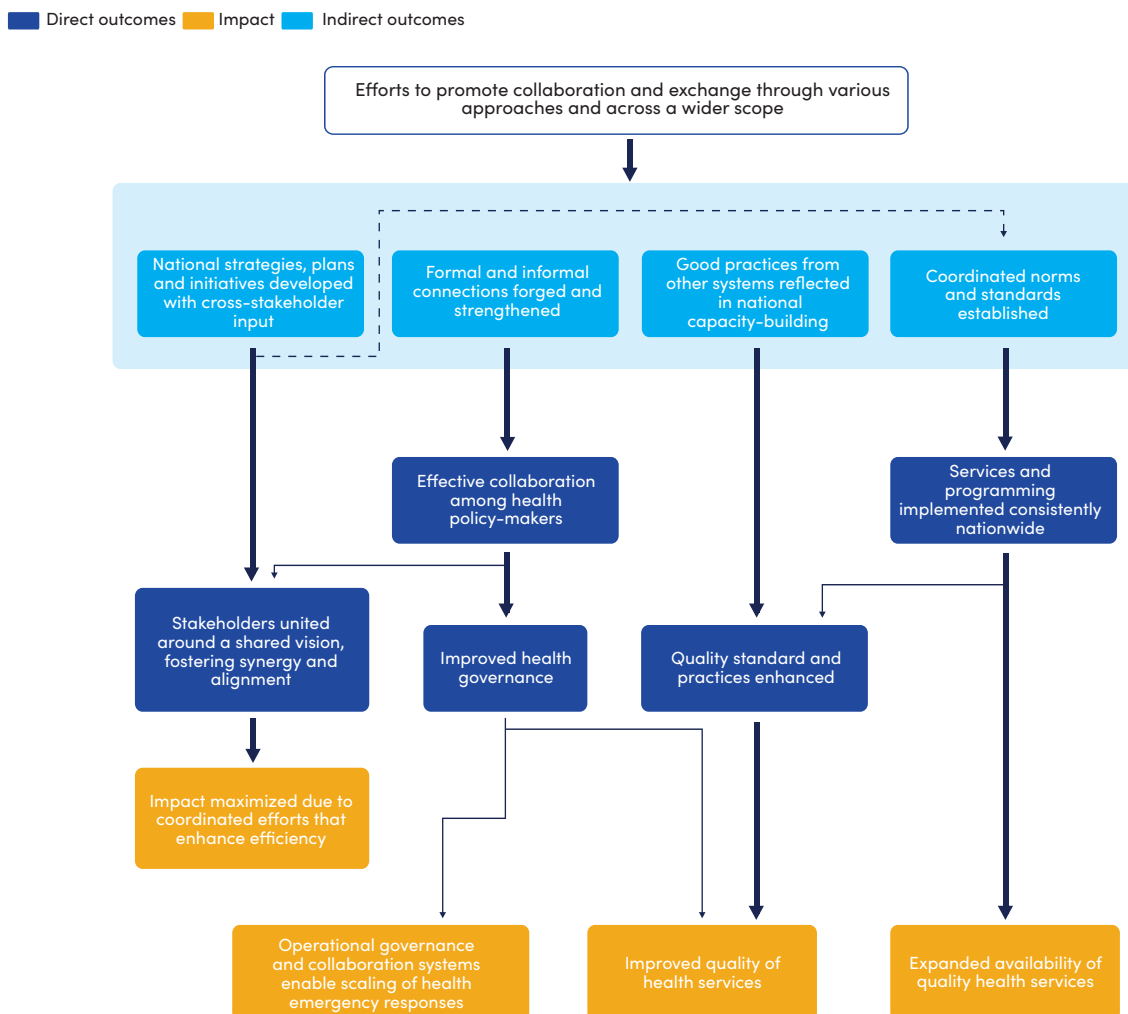 Direct outcomes
Impact
Indirect outcomes
Efforts to promote collaboration and exchange through various
approaches and across a wider scope
National strategies, plans
and initiatives developed
with cross-stakeholder
input
Formal and informal
connections forged and
strengthened
Good practices from
other systems reflected
in national
capacity-building
Coordinated norms
and standards
established
Effective collaboration
among health
policy-makers
Services and
programming
implemented consistently
nationwide
Stakeholders united
around a shared vision,
fostering synergy and
alignment
Improved health
governance
Quality standard and
practices enhanced
Impact maximized due to
coordinated efforts that
enhance efficiency
Operational governance
and collaboration systems
enable scaling of health
emergency responses
Improved quality of
health services
Expanded availability of
quality health services